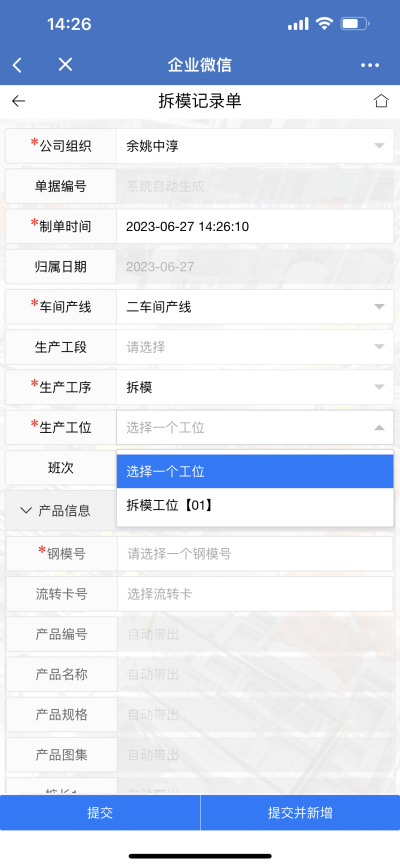 14:26
企业微信
拆模记录单
*公司组织 余姚中淳
单据编号 系统自动生成
*制单时间 2023-06-27 14:26:10
归属日期 2023-06-27
*车间产线 二车间产线
生产工段 请选择
*生产工序 拆模
*生产工位 选择一个工位
选择一个工位
班次
拆模工位【01】
产品信息
*钢模号 请选择一个钢模号
流转卡号 选择流转卡
产品编号 自动带出
产品名称 自动带出
产品规格 自动带出
产品图集 自动带出
提交 提交并新增